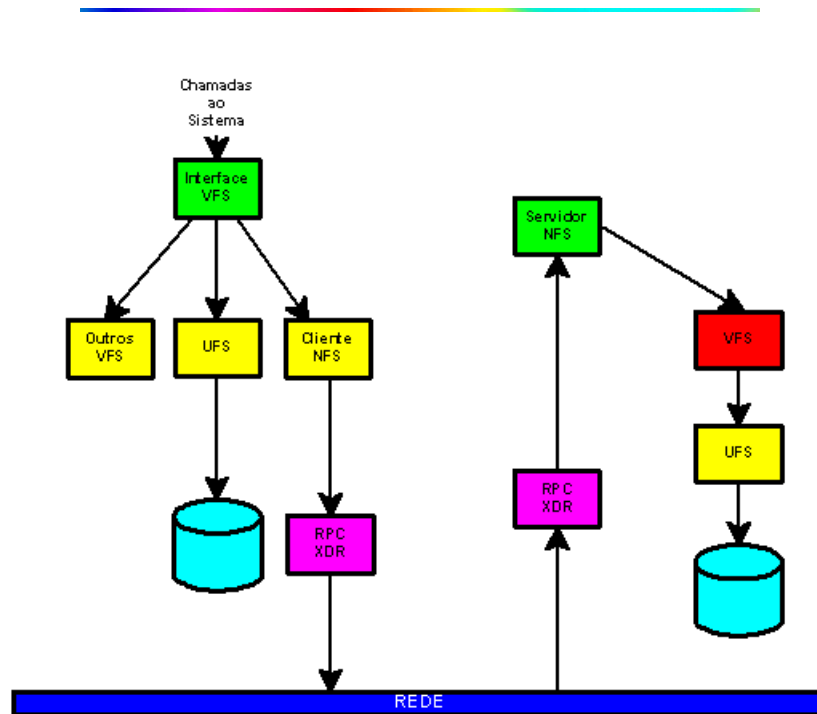 Chamadas
ao
Sistema
Interface
VFS
Servidor
NFS
Outros
VFS
UFS
Cliente
NFS
VFS
UFS
RPC
XDR
RPC
XDR
REDE